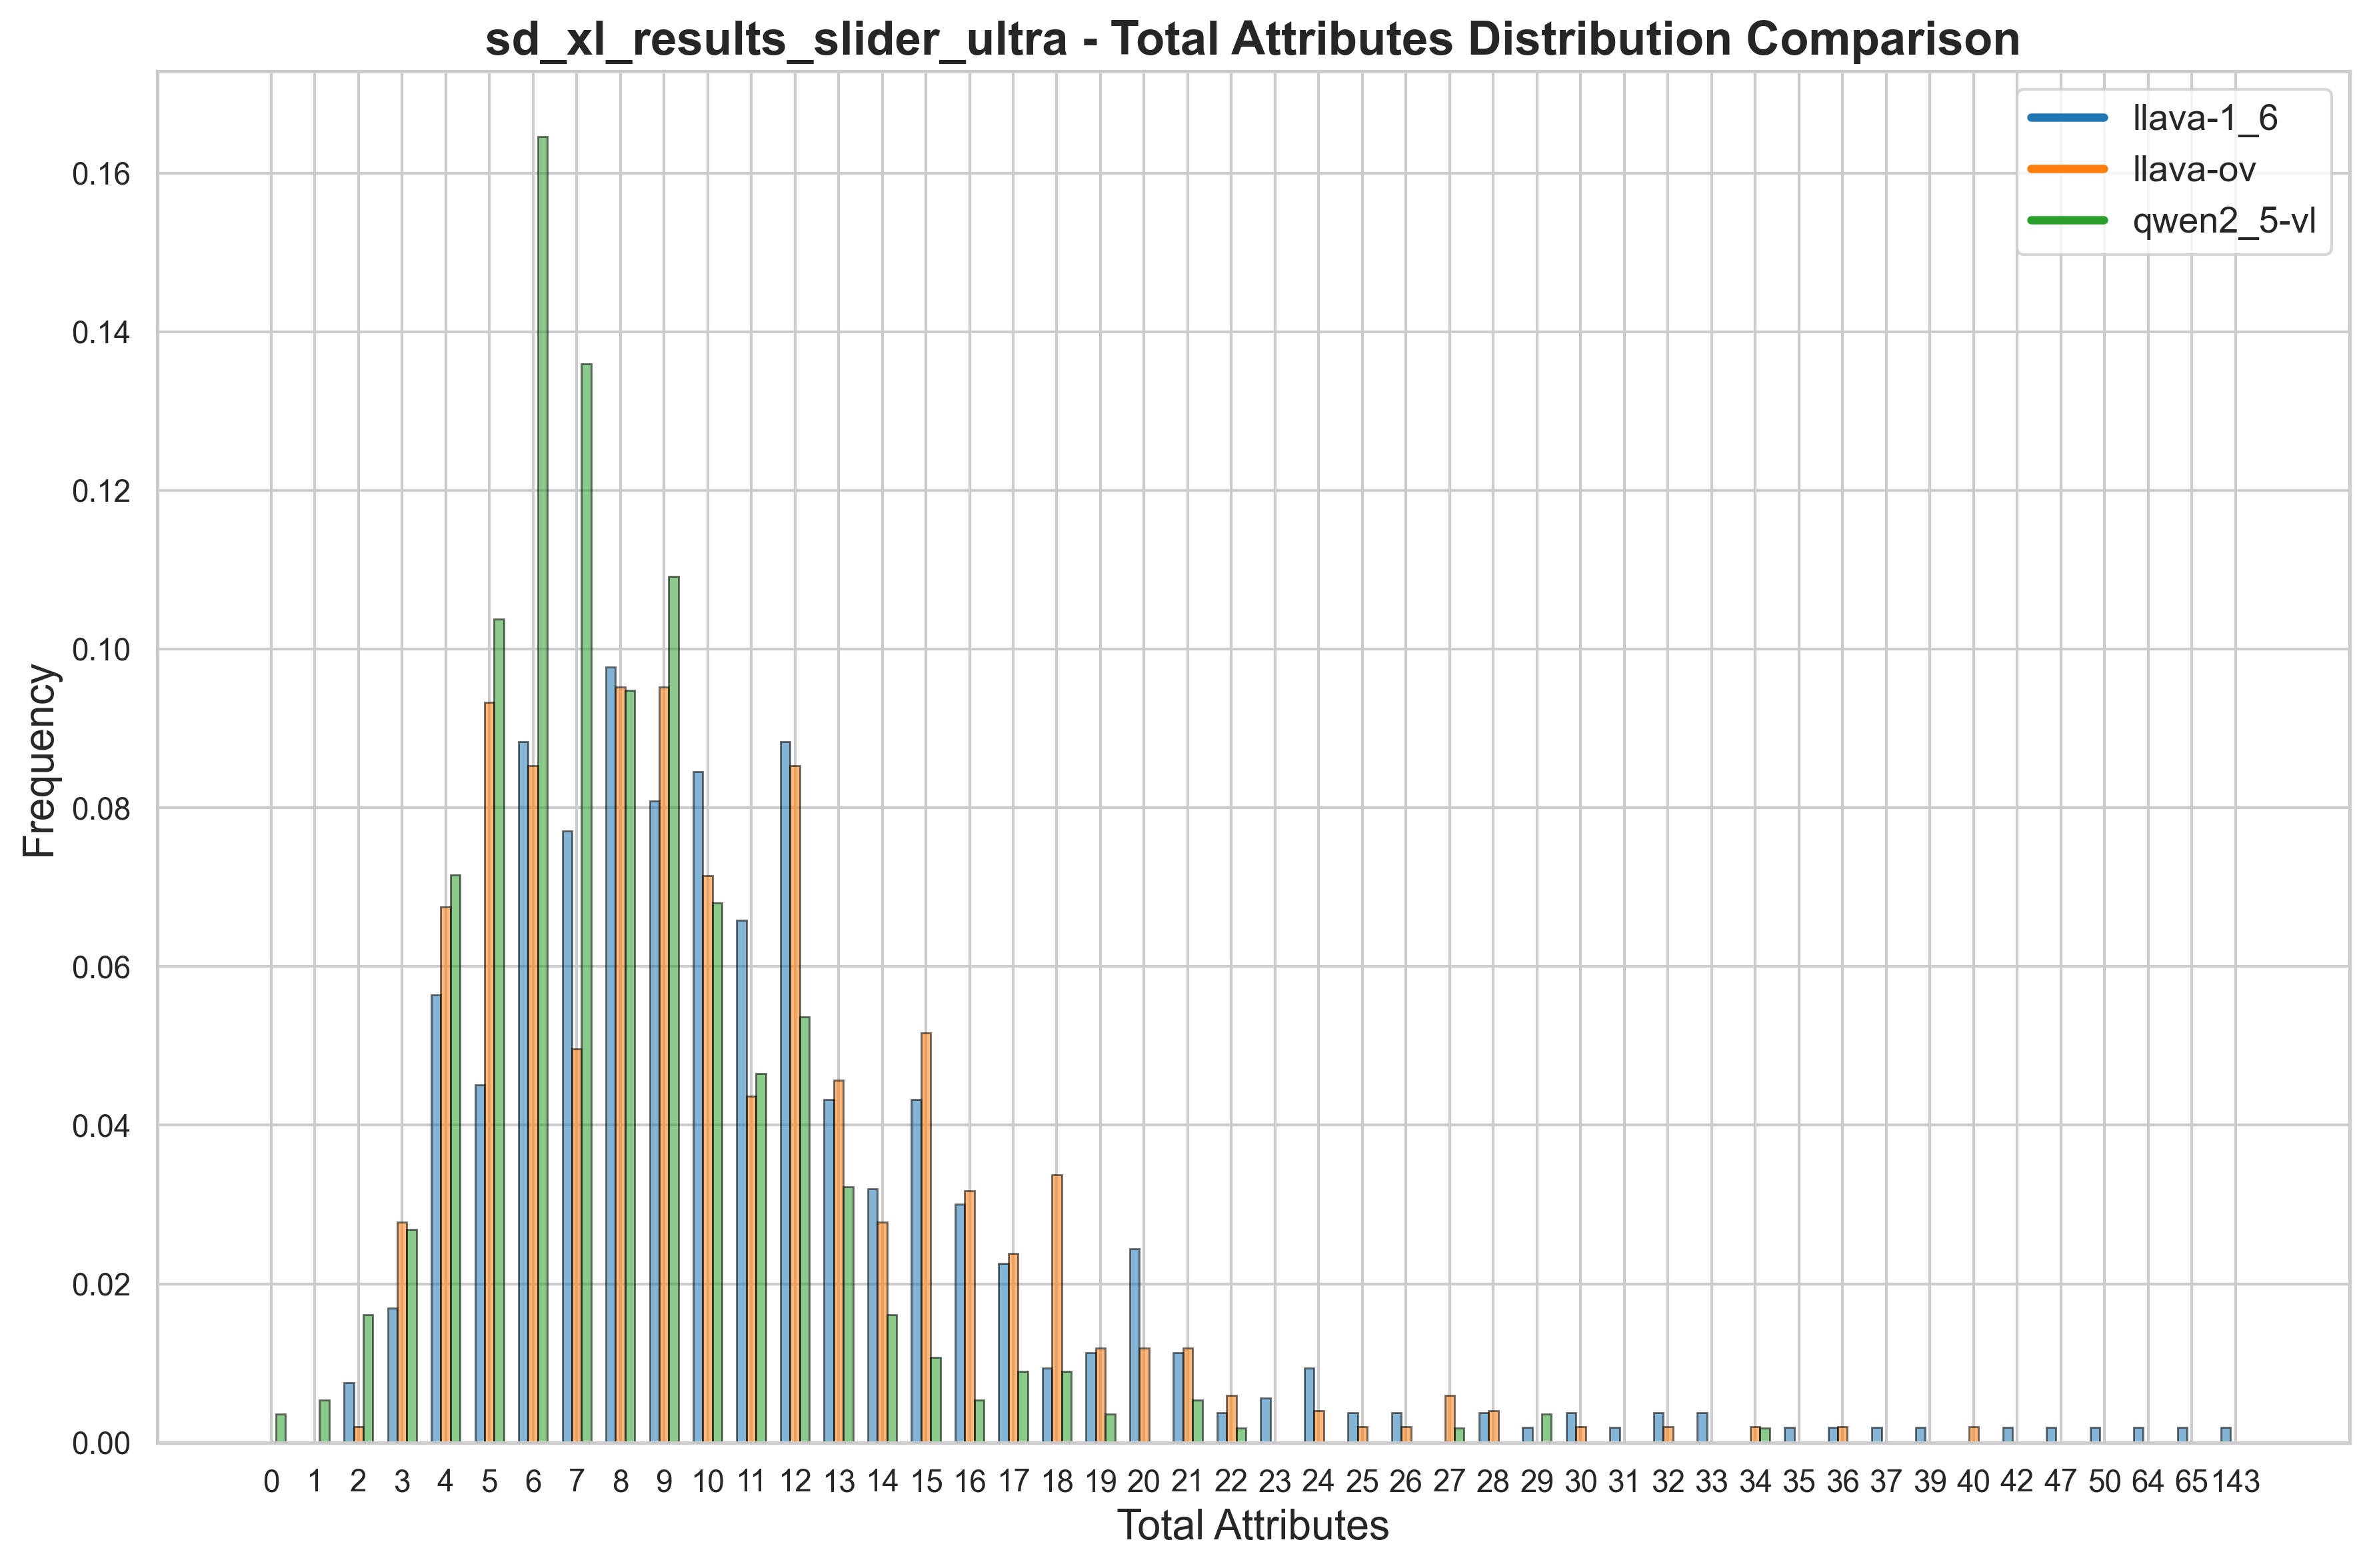 sd_xl_results_slider_ultra - Total Attributes Distribution Comparison
llava-1_6
llava-ov
qwen2_5-vl
0.16
0.14
0.12
0.10
0.08
0.06
0.04
0.02
0.00
Frequency
0 1 2 3 4 5 6 7 8 9 10 11 12 13 14 15 16 17 18 19 20 21 22 23 24 25 26 27 28 29 30 31 32 33 34 35 36 37 39 40 42 47 50 64 65 143
Total Attributes